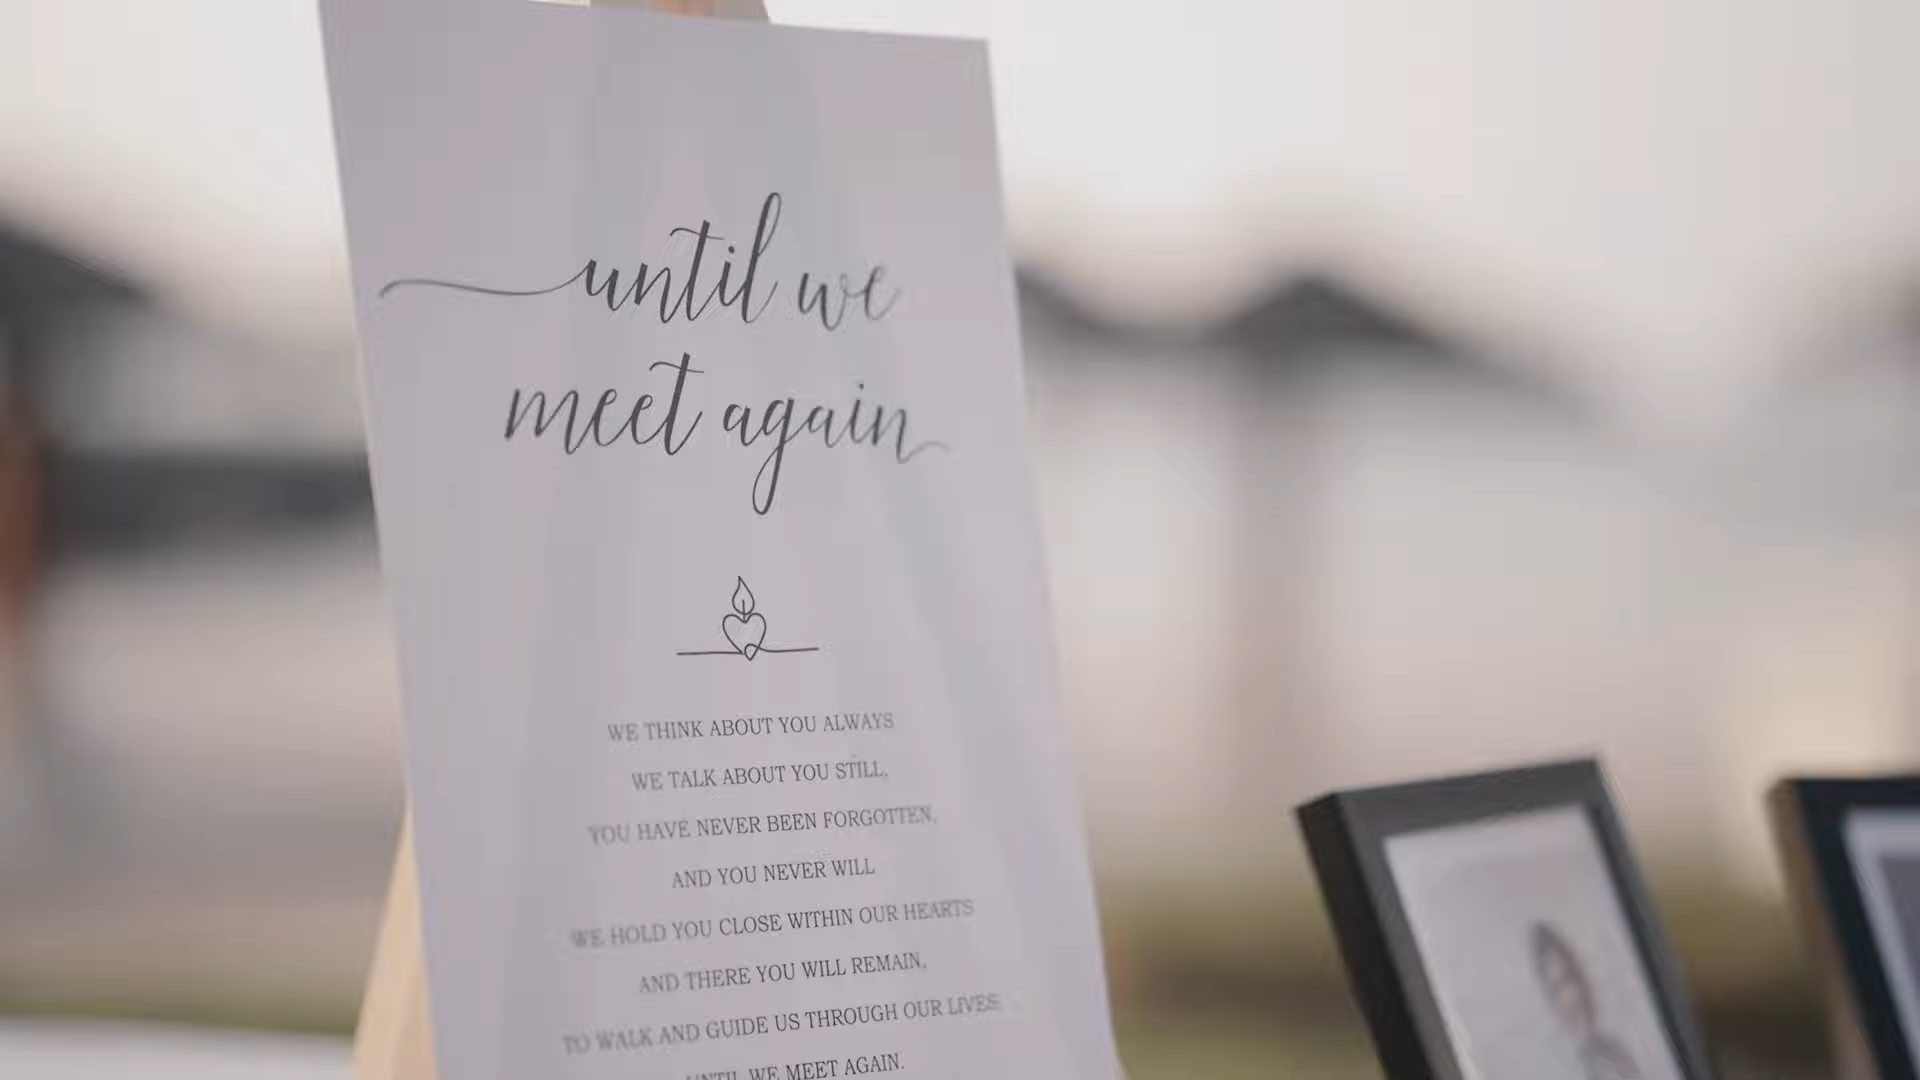 until we
meet again
WE THINK ABOUT YOU ALWAYS
WE TALK ABOUT YOU STILL,
YOU HAVE NEVER BEEN FORGOTTEN,
AND YOU NEVER WILL
WE HOLD YOU CLOSE WITHIN OUR HEARTS
AND THERE YOU WILL REMAIN,
TO WALK AND GUIDE US THROUGH OUR LIVES
UNTIL WE MEET AGAIN.